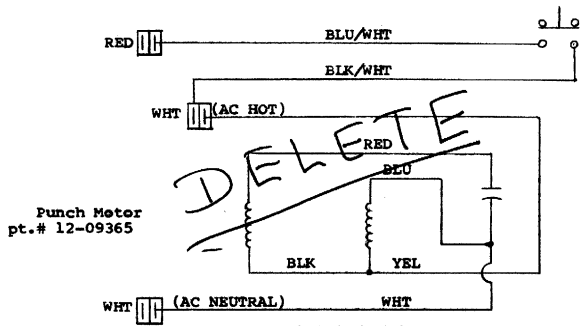 BLU/WHT
RED
BLK/WHT
WHT (AC HOT)
DELETE
RED
BLU
Punch Motor
pt.# 12-09365
BLK YEL
WHT (AC NEUTRAL) WHT